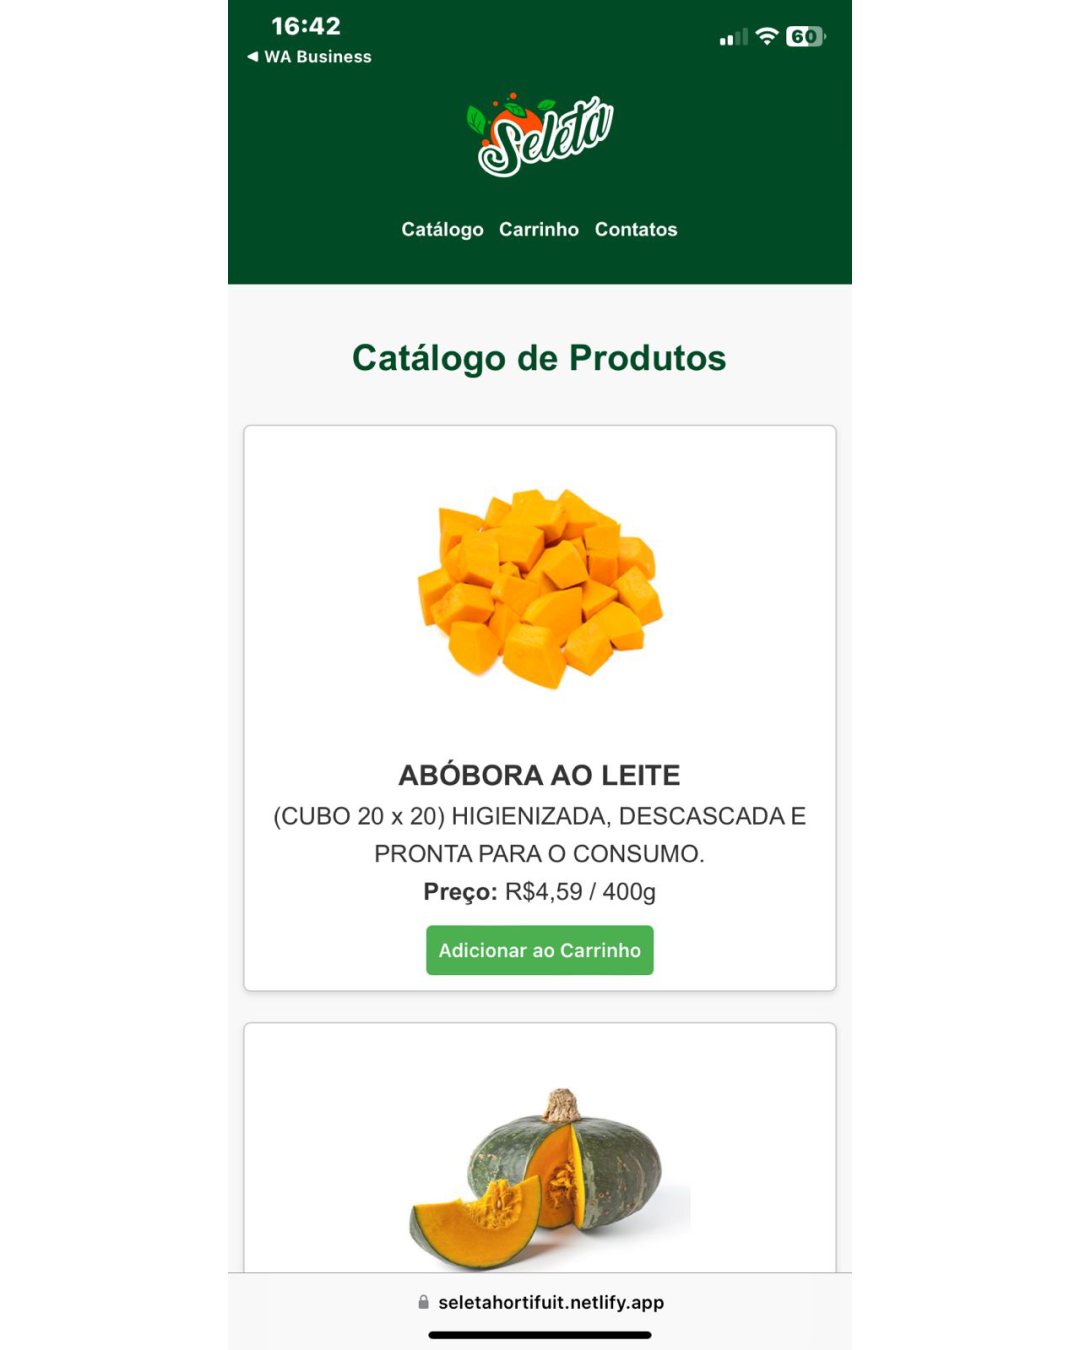 16:42
60
◀ WA Business
Seleta
Catálogo Carrinho Contatos
Catálogo de Produtos
ABÓBORA AO LEITE
(CUBO 20 x 20) HIGIENIZADA, DESCASCADA E
PRONTA PARA O CONSUMO.
Preço: R$4,59 / 400g
Adicionar ao Carrinho
seletahortifuit.netlify.app